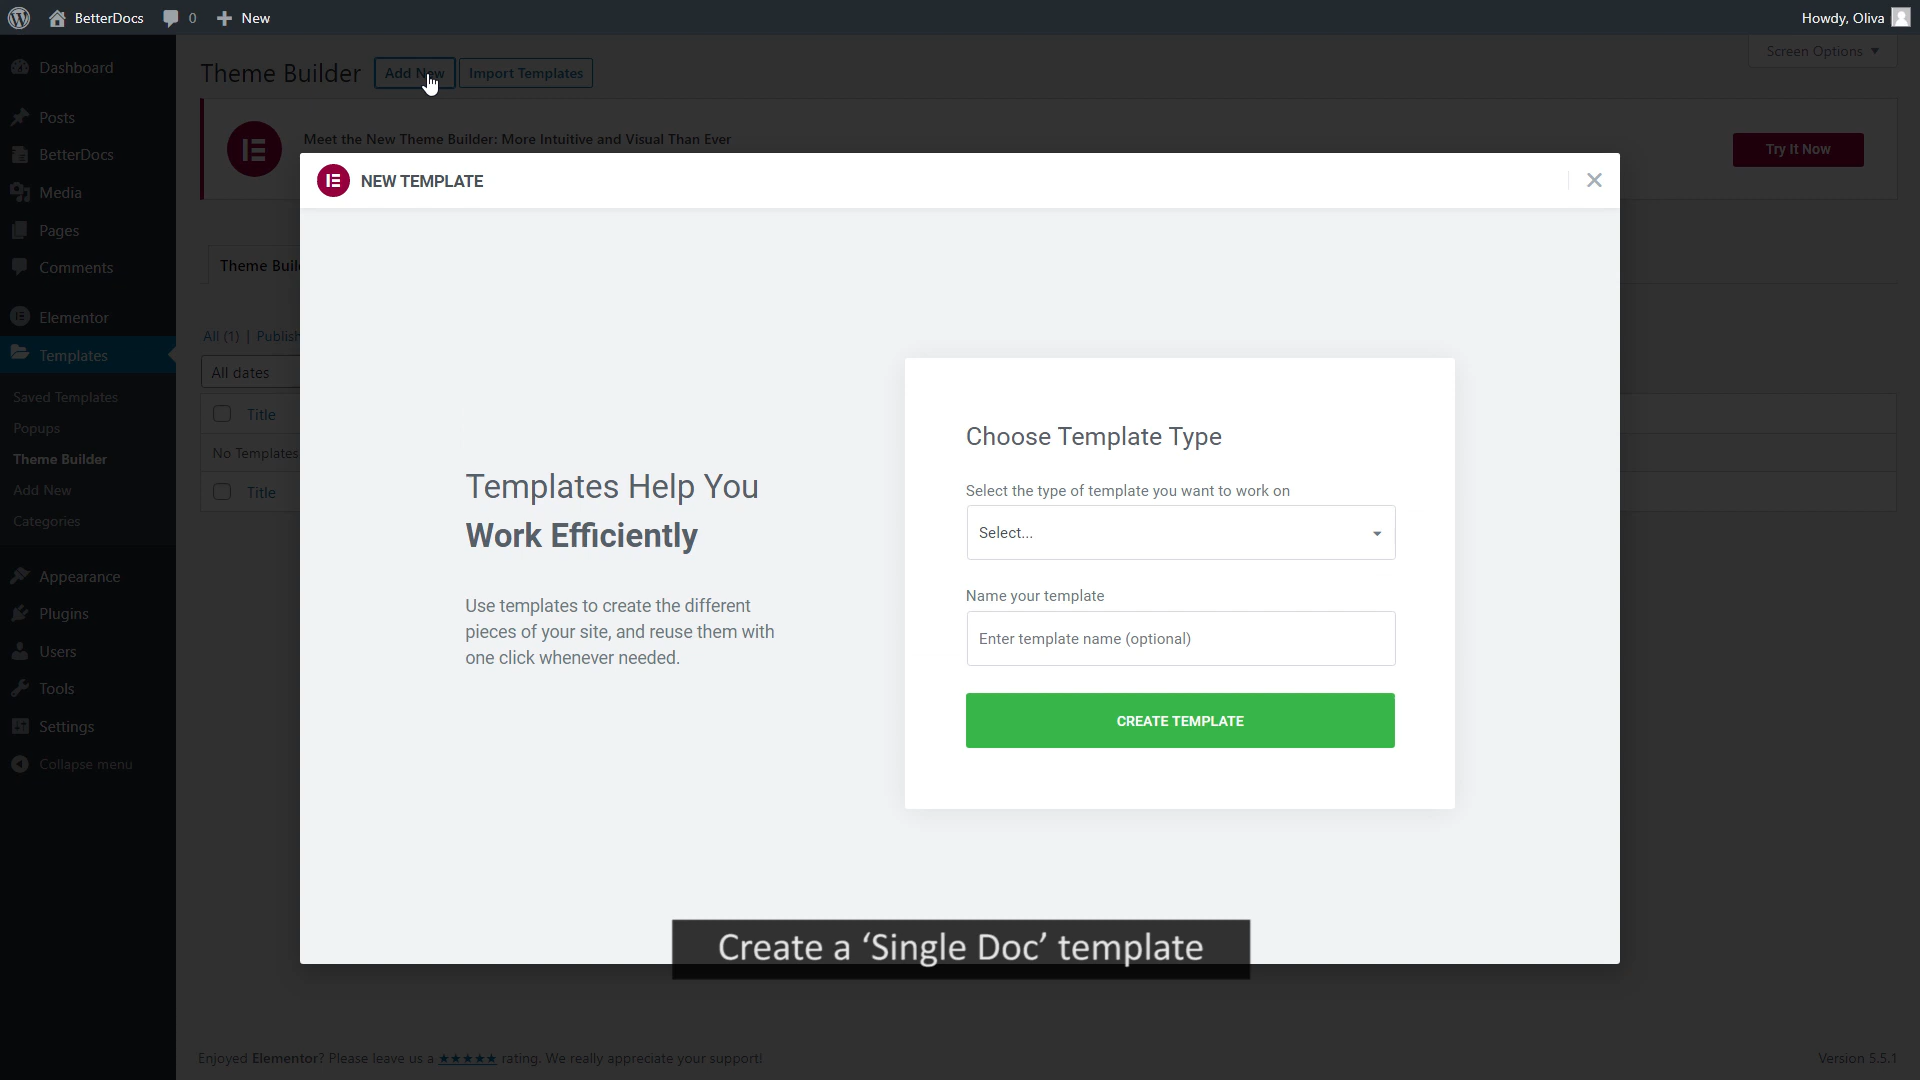 BetterDocs
0
New
Howdy, Oliva
Screen Options
Dashboard
Posts
BetterDocs
Media
Pages
Comments
Elementor
Templates
Saved Templates
Popups
Theme Builder
Add New
Categories
Appearance
Plugins
Users
Tools
Settings
Collapse menu
Theme Builder
Add New
Import Templates
Meet the New Theme Builder: More Intuitive and Visual Than Ever
Try It Now
Theme Buil
All (1) | Publish
All dates
Title
No Templates
Title
NEW TEMPLATE
Templates Help You
Work Efficiently
Use templates to create the different
pieces of your site, and reuse them with
one click whenever needed.
Choose Template Type
Select the type of template you want to work on
Select...
Name your template
Enter template name (optional)
CREATE TEMPLATE
Create a ‘Single Doc’ template
Enjoyed Elementor? Please leave us a ★★★★★ rating. We really appreciate your support!
Version 5.5.1